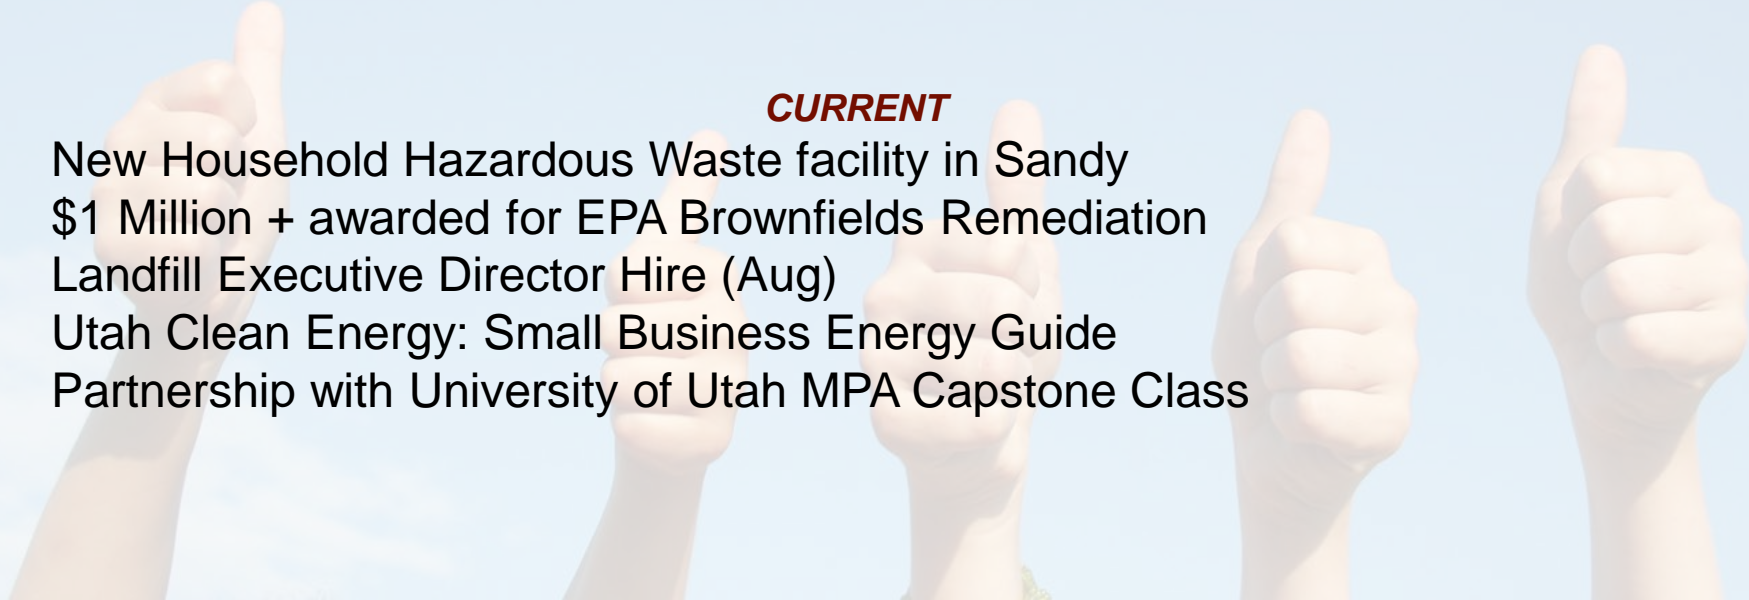 CURRENT
New Household Hazardous Waste facility in Sandy
$1 Million + awarded for EPA Brownfields Remediation
Landfill Executive Director Hire (Aug)
Utah Clean Energy: Small Business Energy Guide
Partnership with University of Utah MPA Capstone Class